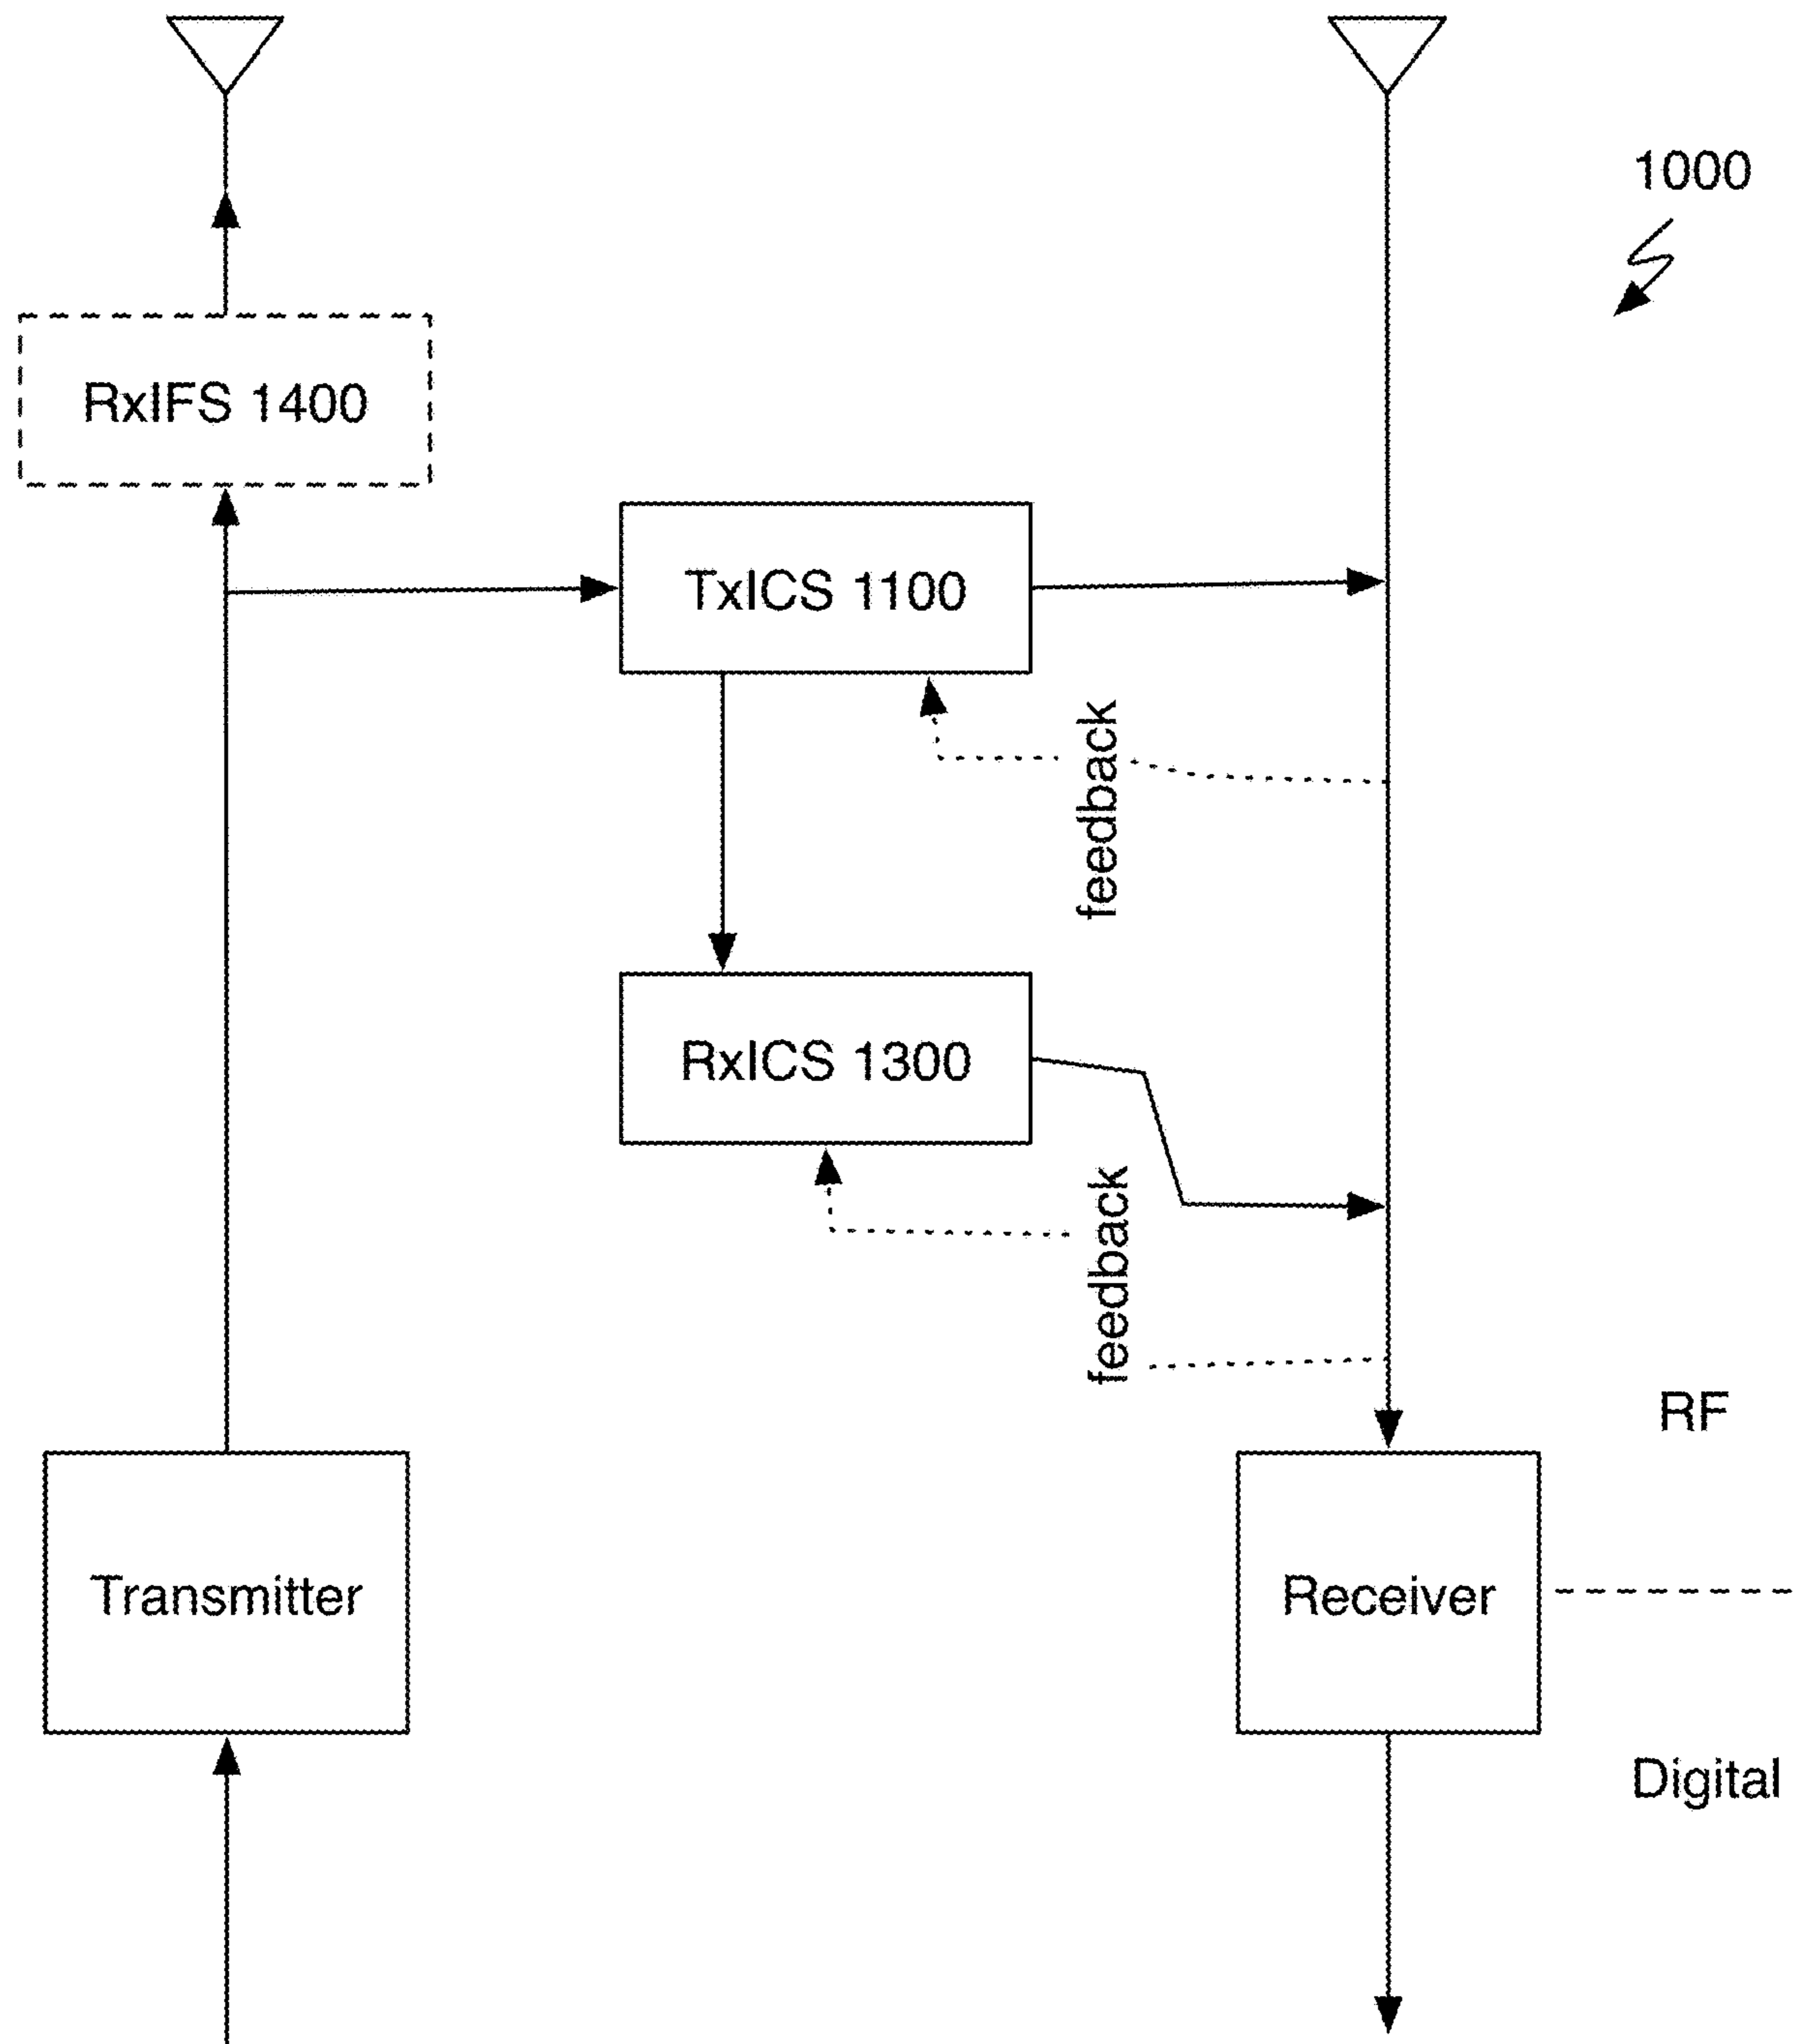 1000
RxIFS 1400
TxICS 1100
feedback
RxICS 1300
feedback
RF
Transmitter
Receiver
Digital